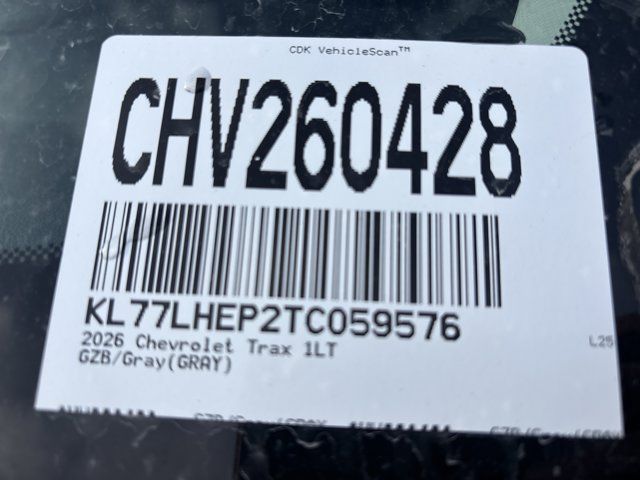 CDK VehicleScan™
CHV260428
KL77LHEP2TC059576
2026 Chevrolet Trax 1LT
L25
GZB/Gray(GRAY)